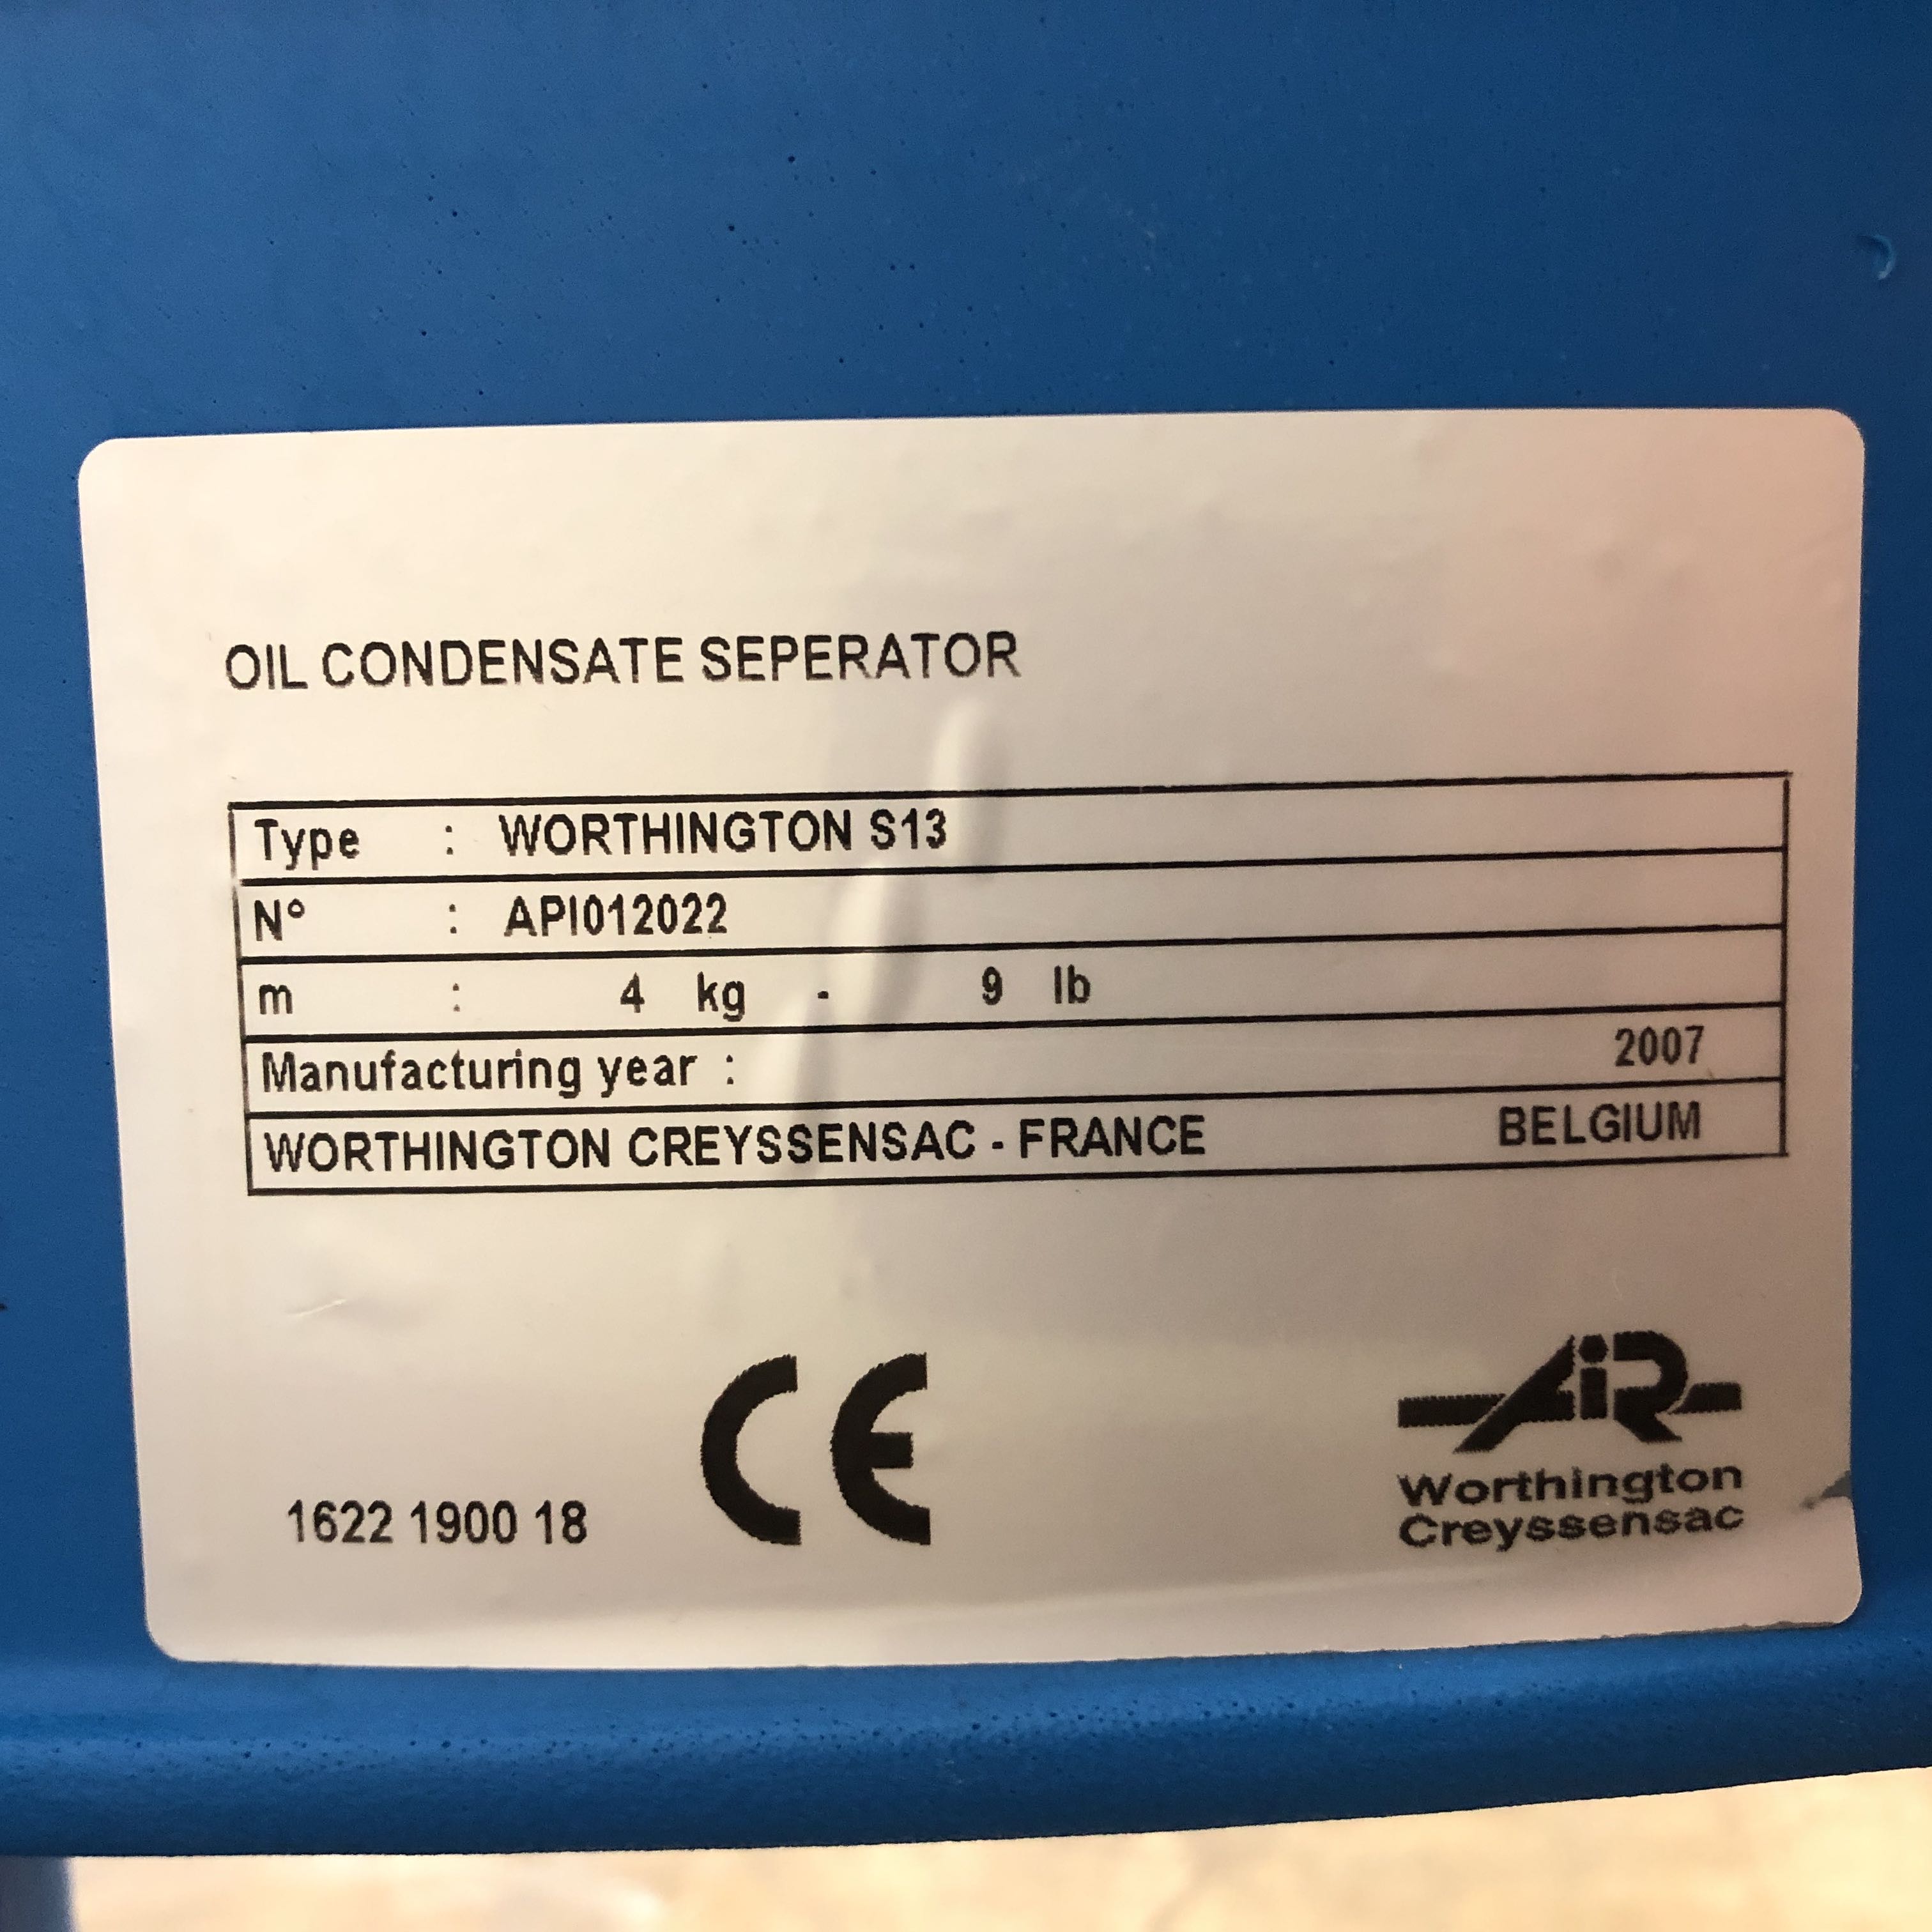 OIL CONDENSATE SEPERATOR
Type : WORTHINGTON S13
N° : API012022
m : 4 kg - 9 lb
Manufacturing year : 2007
WORTHINGTON CREYSSENSAC - FRANCE BELGIUM
1622 1900 18
CE
AiR
Worthington
Creyssensac